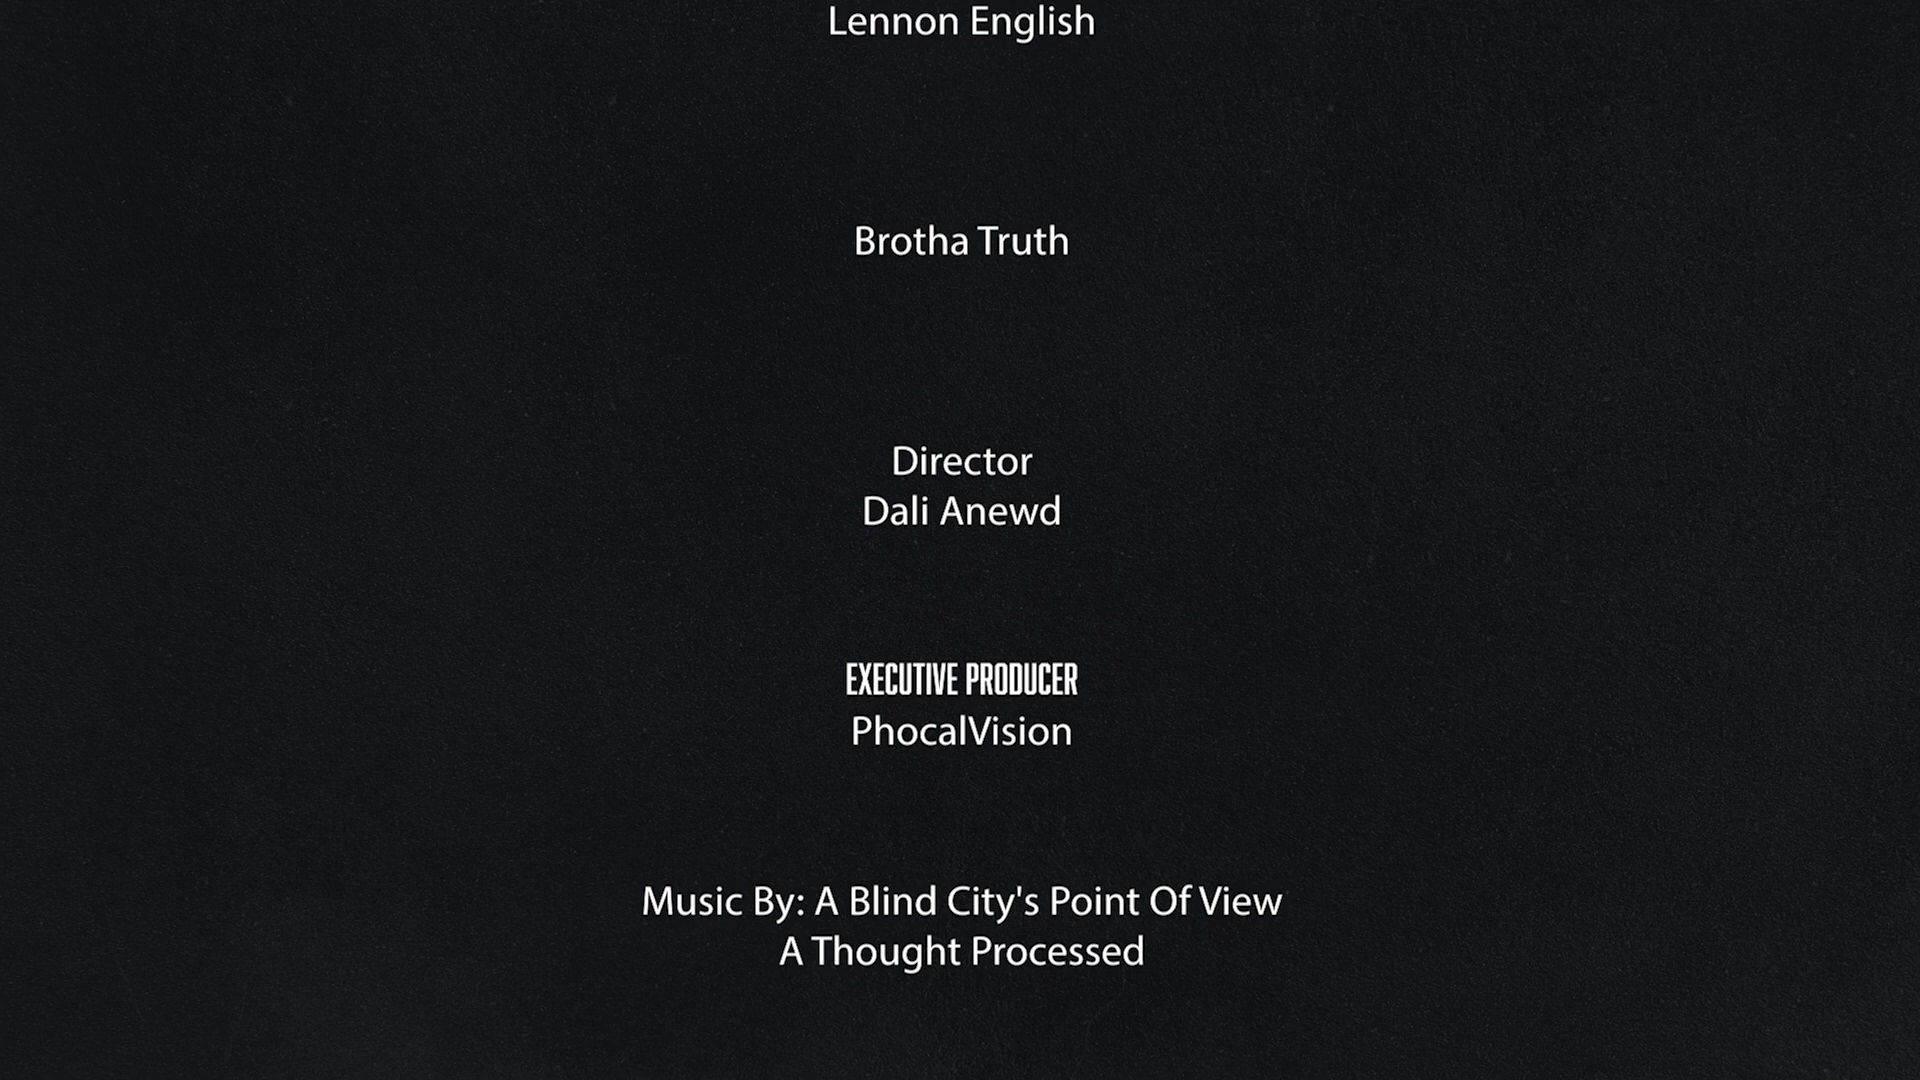 Lennon English
Brotha Truth
Director
Dali Anewd
EXECUTIVE PRODUCER
PhocalVision
Music By: A Blind City's Point Of View
A Thought Processed